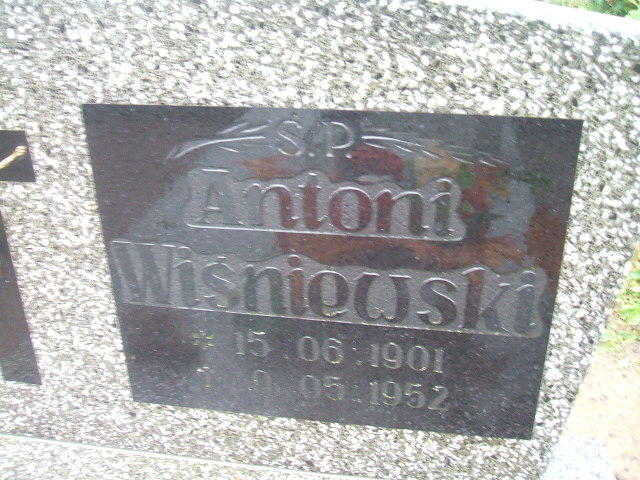 Ś.P.
Antoni
Wiśniewski
* 15.06.1901
05.1952